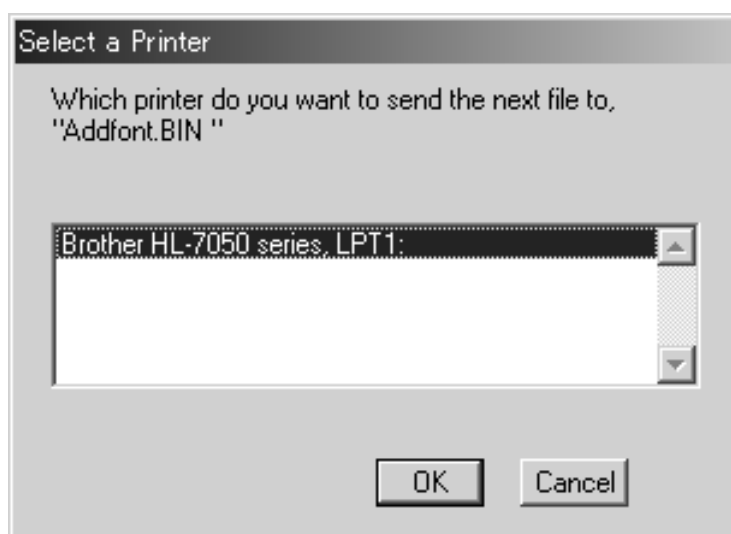 Select a Printer
Which printer do you want to send the next file to,
"Addfont.BIN "
Brother HL-7050 series, LPT1:
OK
Cancel